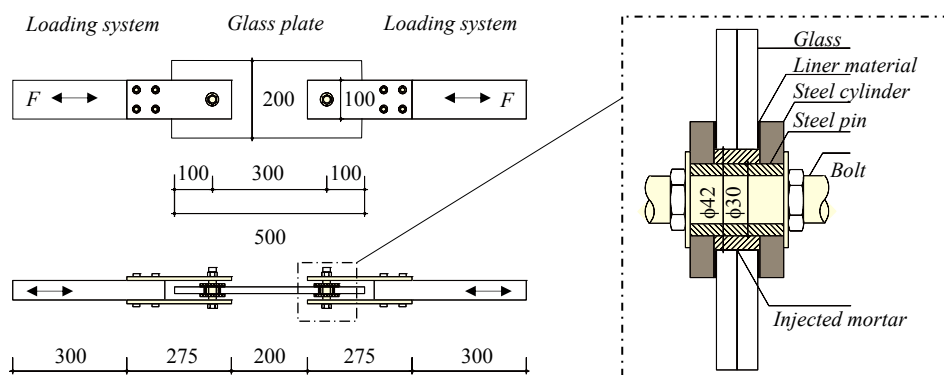 Loading system Glass plate Loading system
F 200 100 F
100 300 100
500
300 275 200 275 300
Glass
Liner material
Steel cylinder
Steel pin
Bolt
ϕ42 ϕ30
Injected mortar